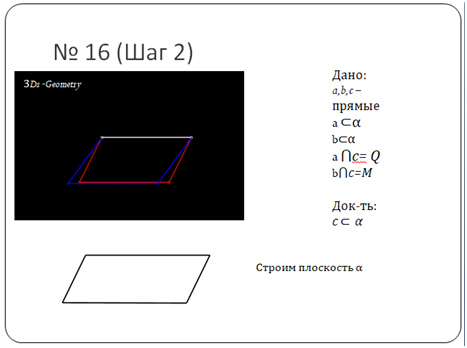 № 16 (Шаг 2)
3Ds -Geometry
Дано:
a,b,c –
прямые
a ⊂α
b⊂α
a ⋂c= Q
b⋂c=M
Док-ть:
c ⊂ α
Строим плоскость α